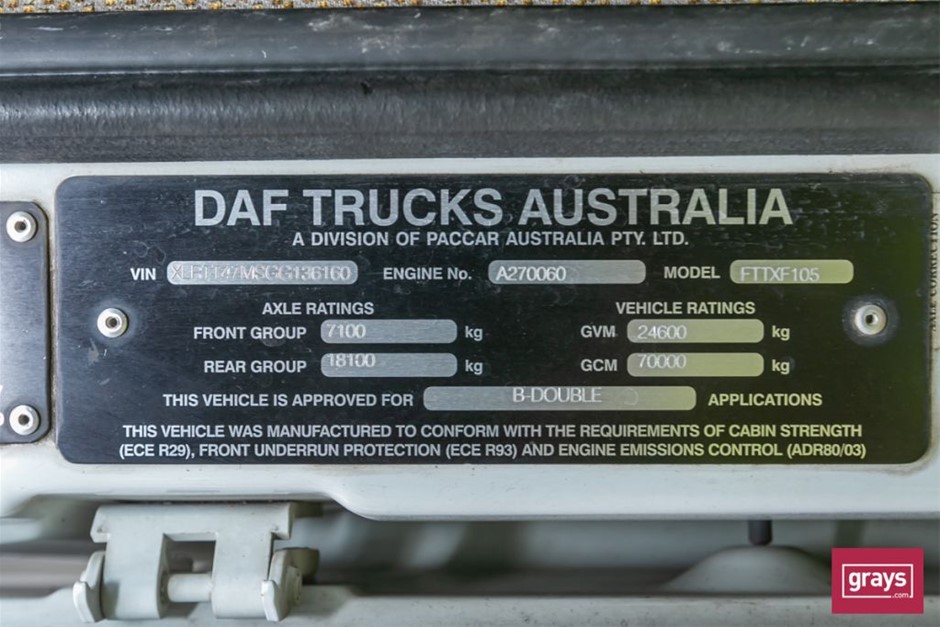 DAF TRUCKS AUSTRALIA
A DIVISION OF PACCAR AUSTRALIA PTY. LTD.
VIN ENGINE No. A270060 MODEL FTTXF105
AXLE RATINGS VEHICLE RATINGS
FRONT GROUP 7100 kg GVM 24600 kg
REAR GROUP 18100 kg GCM 70000 kg
THIS VEHICLE IS APPROVED FOR B-DOUBLE APPLICATIONS
THIS VEHICLE WAS MANUFACTURED TO CONFORM WITH THE REQUIREMENTS OF CABIN STRENGTH
(ECE R29), FRONT UNDERRUN PROTECTION (ECE R93) AND ENGINE EMISSIONS CONTROL (ADR80/03)
grays
.com